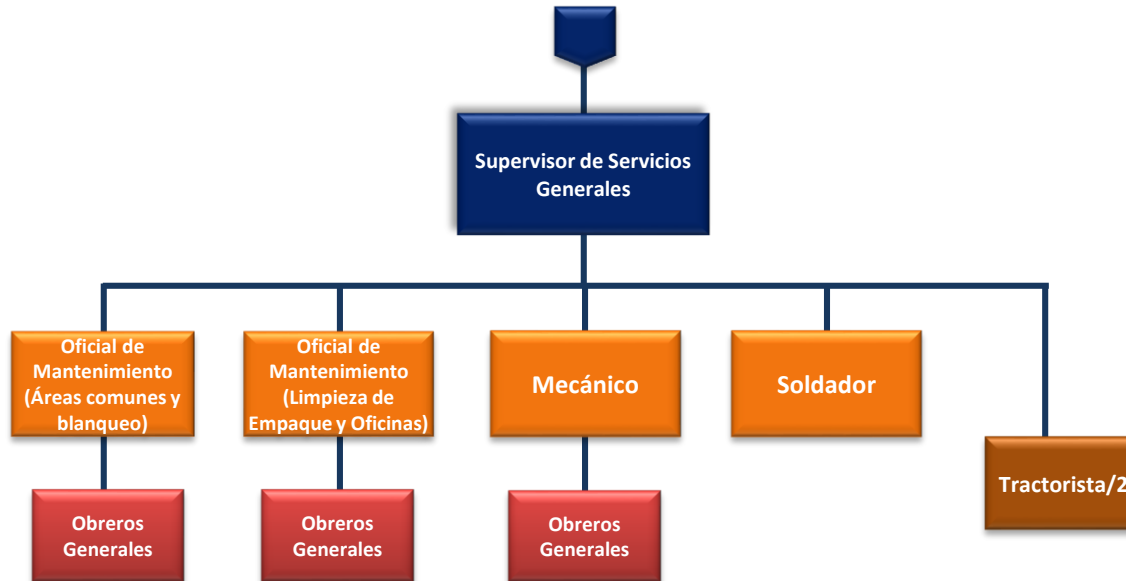 Supervisor de Servicios
Generales
Oficial de
Mantenimiento
(Áreas comunes y
blanqueo)
Oficial de
Mantenimiento
(Limpieza de
Empaque y Oficinas)
Mecánico
Soldador
Tractorista/2
Obreros
Generales
Obreros
Generales
Obreros
Generales